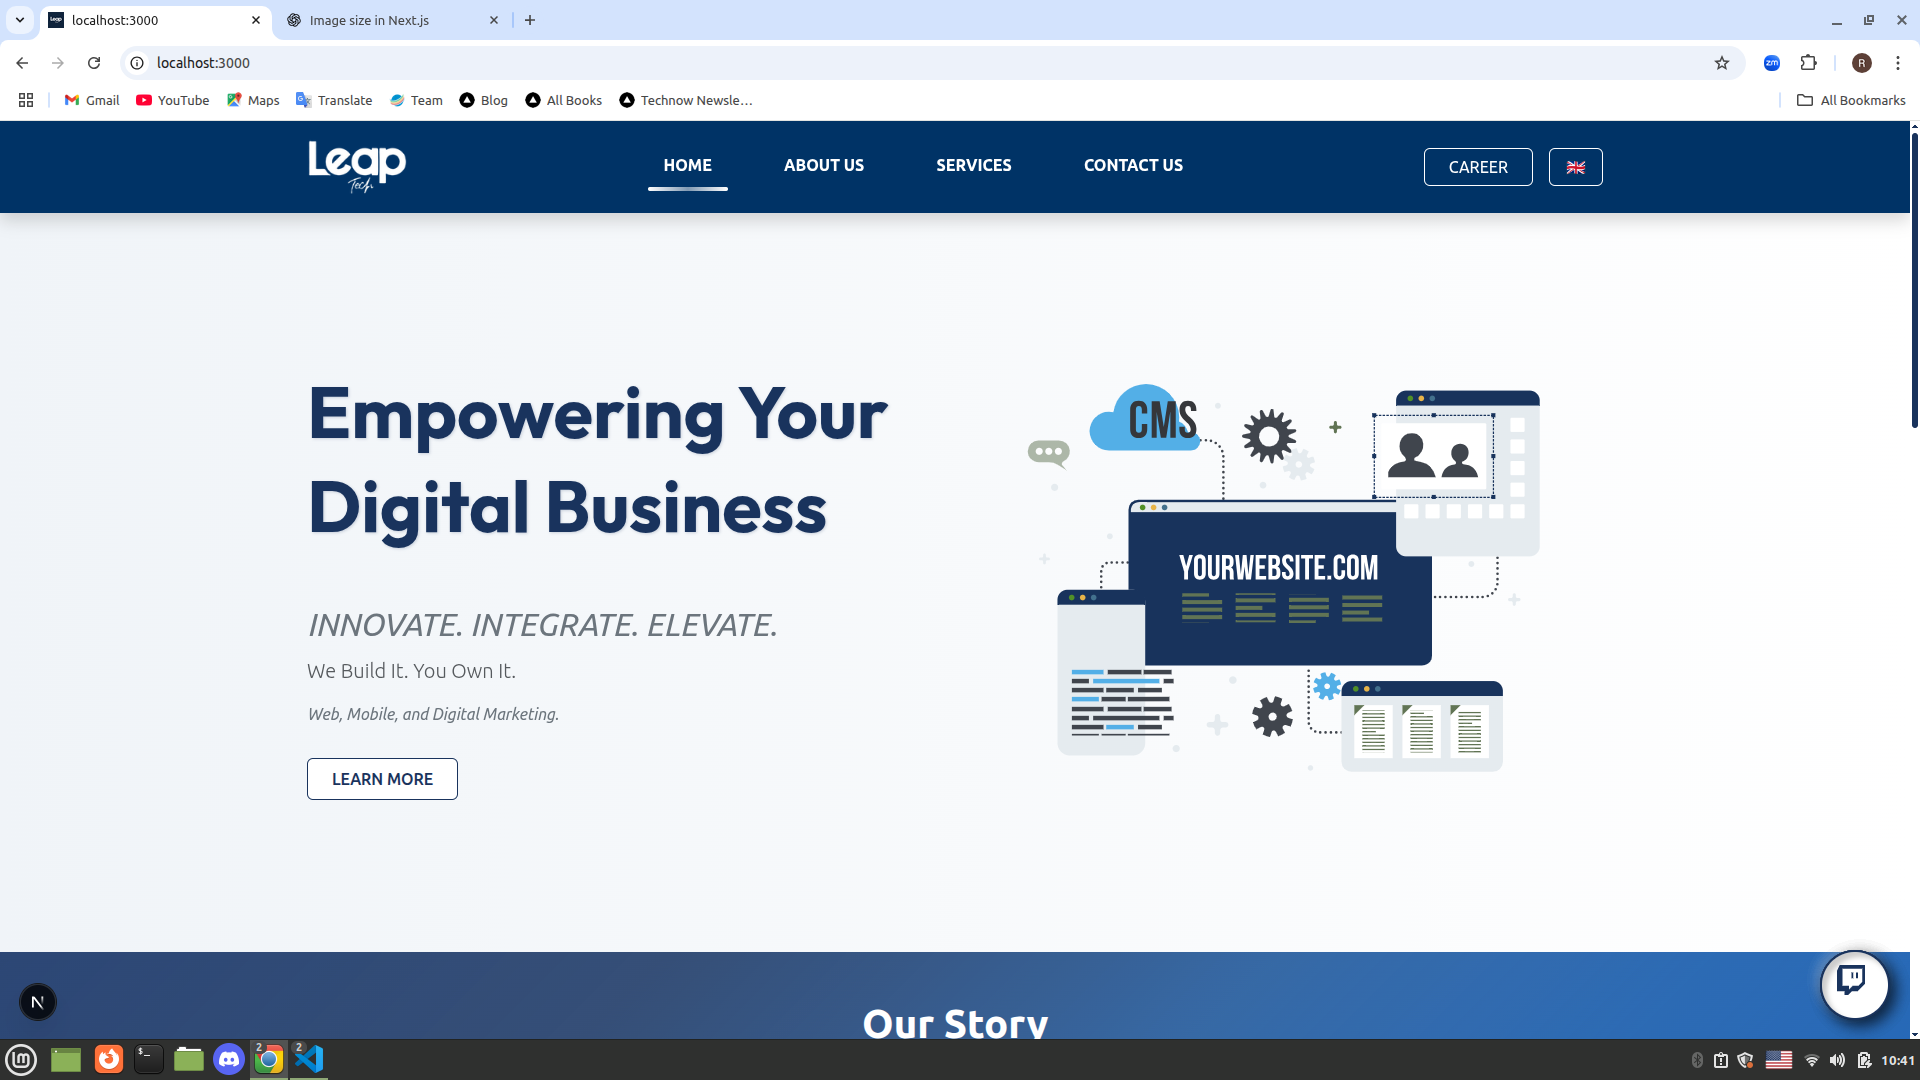 localhost:3000
Image size in Next.js
localhost:3000
zm
R
Gmail
YouTube
Maps
Translate
Team
Blog
All Books
Technow Newsle…
All Bookmarks
Leap
Tech
HOME
ABOUT US
SERVICES
CONTACT US
CAREER
Empowering Your
Digital Business
INNOVATE. INTEGRATE. ELEVATE.
We Build It. You Own It.
Web, Mobile, and Digital Marketing.
LEARN MORE
CMS
YOURWEBSITE.COM
N
Our Story
2
2
10:41